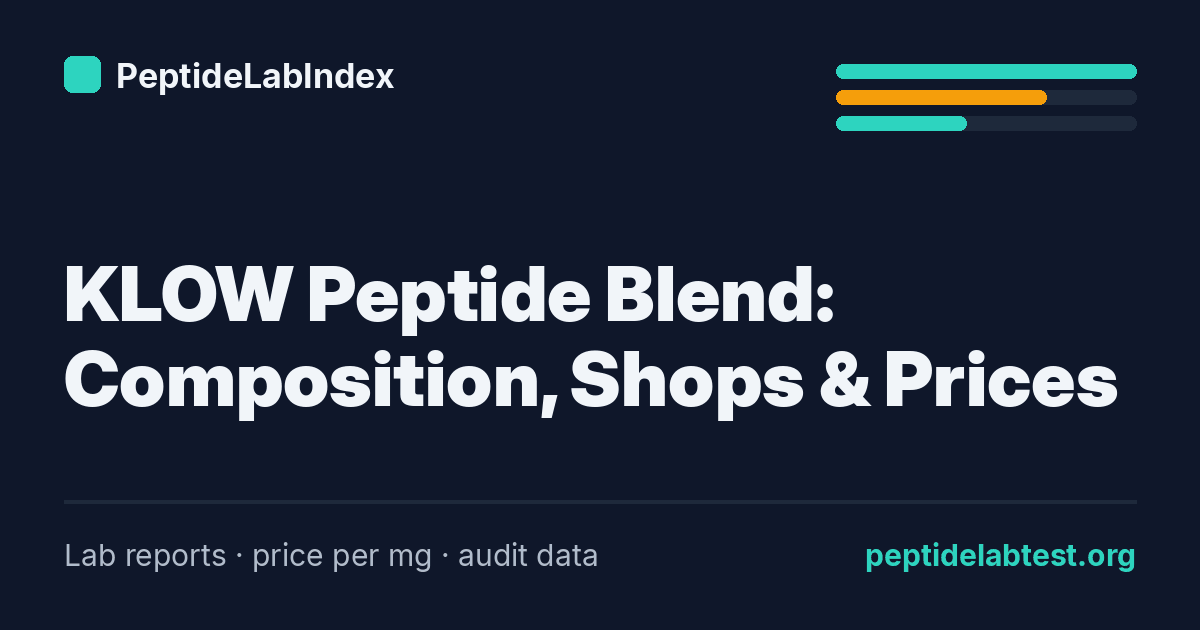 PeptideLabIndex
KLOW Peptide Blend:
Composition, Shops & Prices
Lab reports · price per mg · audit data
peptidelabtest.org